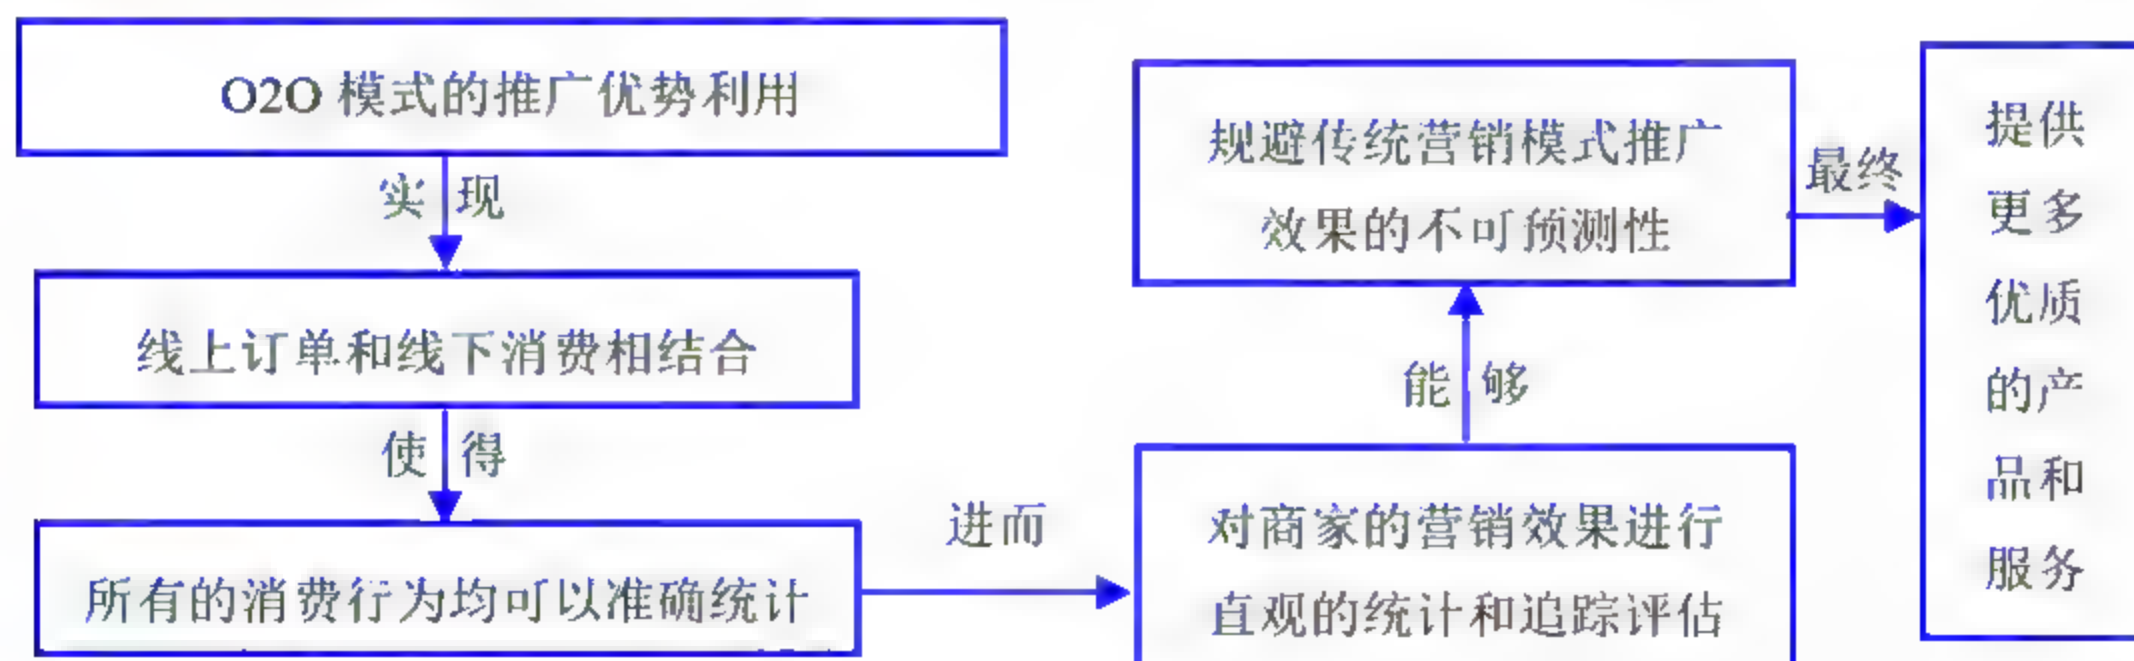 O2O 模式的推广优势利用
实现
线上订单和线下消费相结合
使得
所有的消费行为均可以准确统计
进而
对商家的营销效果进行
直观的统计和追踪评估
能够
规避传统营销模式推广
效果的不可预测性
最终
提供
更多
优质
的产
品和
服务